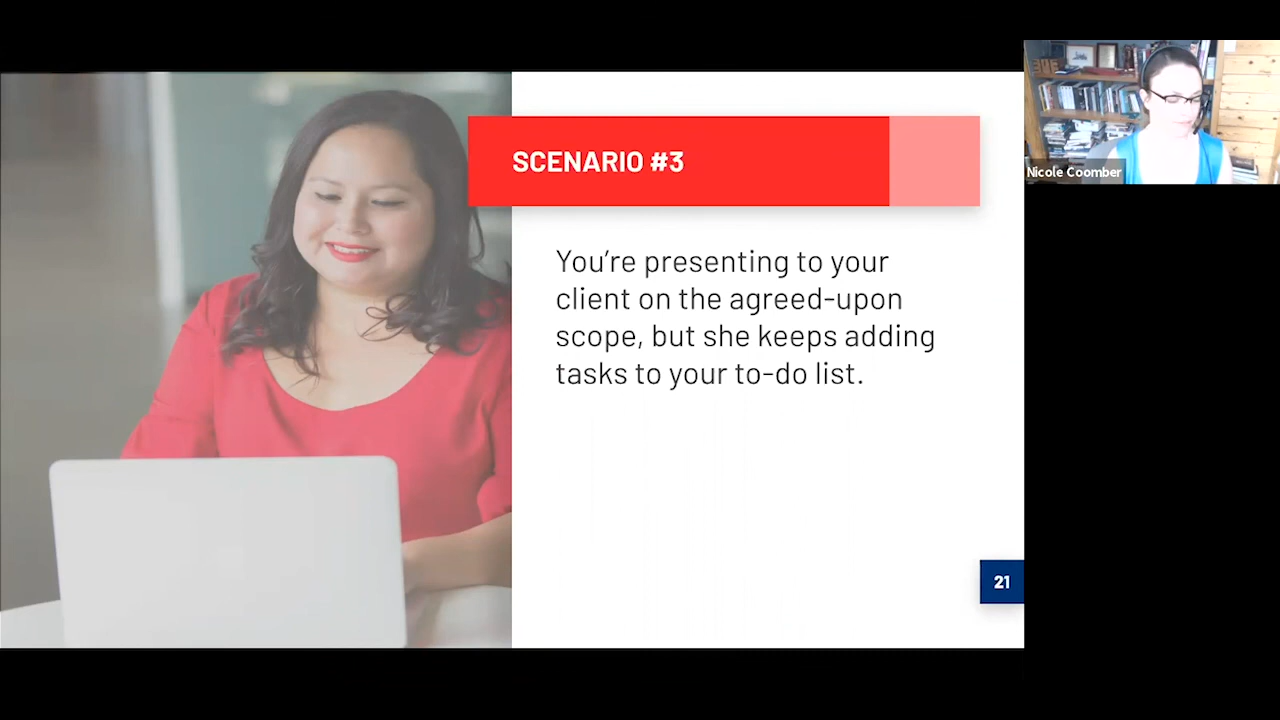 SCENARIO #3
You’re presenting to your
client on the agreed-upon
scope, but she keeps adding
tasks to your to-do list.
21
Nicole Coomber